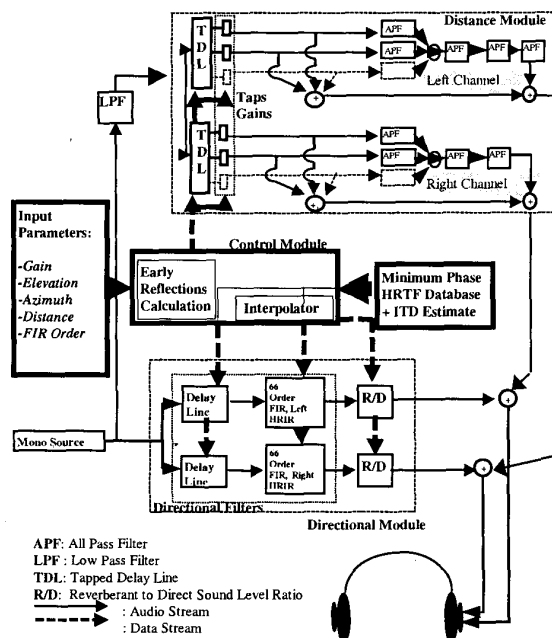 Distance Module
T
D
L
APF
APF
APF
APF
APF
Left Channel
LPF
Taps
Gains
+
+
T
D
L
APF
APF
APF
APF
Right Channel
+
+
Input
Parameters:
-Gain
-Elevation
-Azimuth
-Distance
-FIR Order
Control Module
Early
Reflections
Calculation
Interpolator
Minimum Phase
HRTF Database
+ ITD Estimate
Delay
Line
66
Order
FIR, Left
HRIR
R/D
+
Mono Source
Delay
Line
66
Order
FIR, Right
HRIR
R/D
+
Directional Filters
Directional Module
APF: All Pass Filter
LPF: Low Pass Filter
TDL: Tapped Delay Line
R/D: Reverberant to Direct Sound Level Ratio
: Audio Stream
: Data Stream